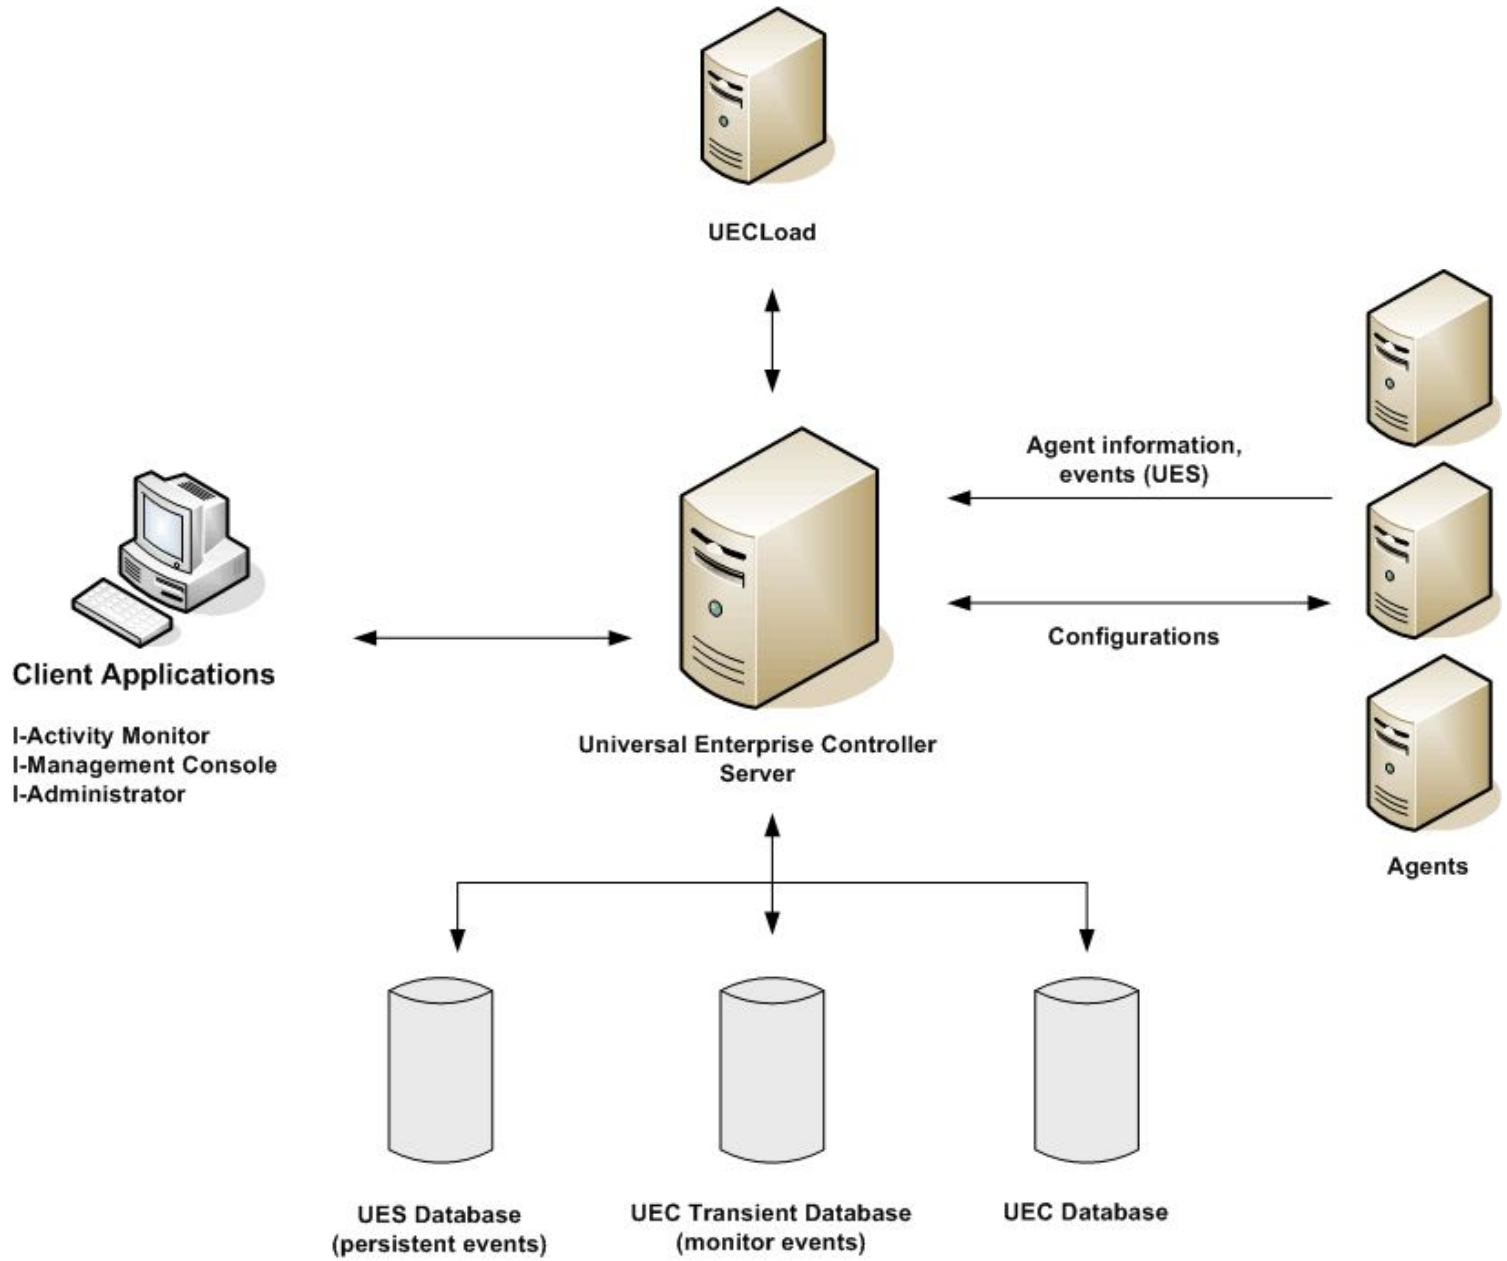 UECLoad
Agent information,
events (UES)
Configurations
Client Applications
I-Activity Monitor
I-Management Console
I-Administrator
Universal Enterprise Controller
Server
Agents
UES Database
(persistent events)
UEC Transient Database
(monitor events)
UEC Database